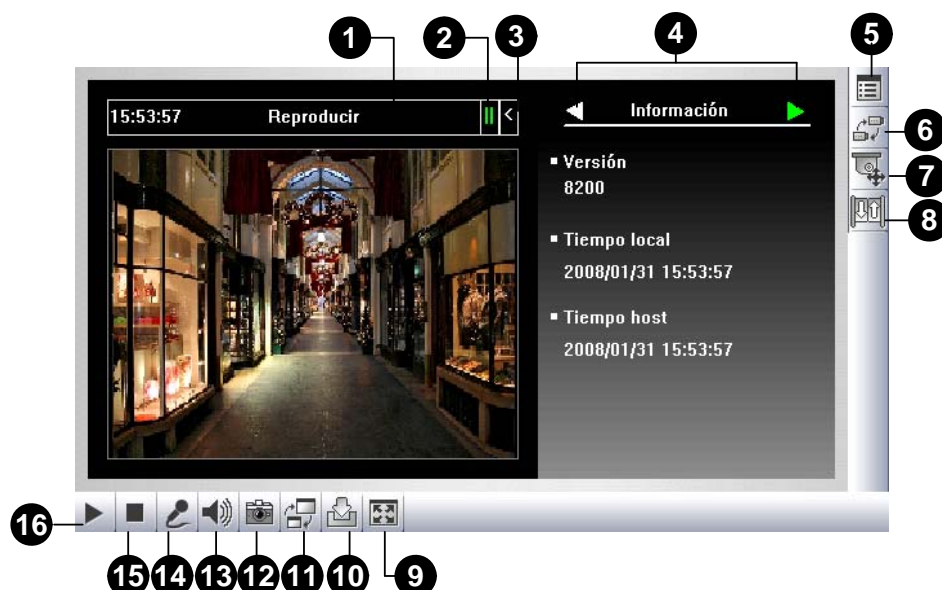 1 2 3 4 5
15:53:57 Reproducir < Información
6
Versión
7
8200
8
Tiempo local
2008/01/31 15:53:57
Tiempo host
2008/01/31 15:53:57
16
15 14 13 12 11 10 9